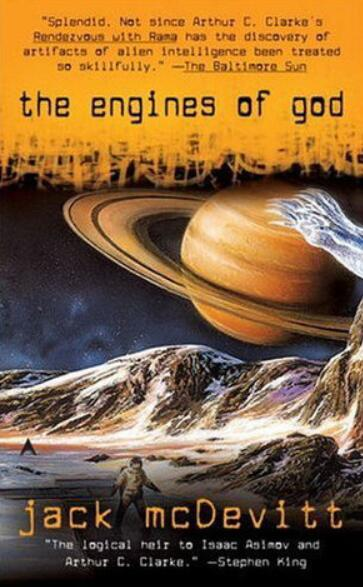 "Splendid. Not since Arthur C. Clarke's
Rendezvous with Rama has the discovery of
artifacts of alien intelligence been treated
so skillfully." —The Baltimore Sun
the engines of god
jack mcDevitt
"The logical heir to Isaac Asimov and
Arthur C. Clarke." —Stephen King